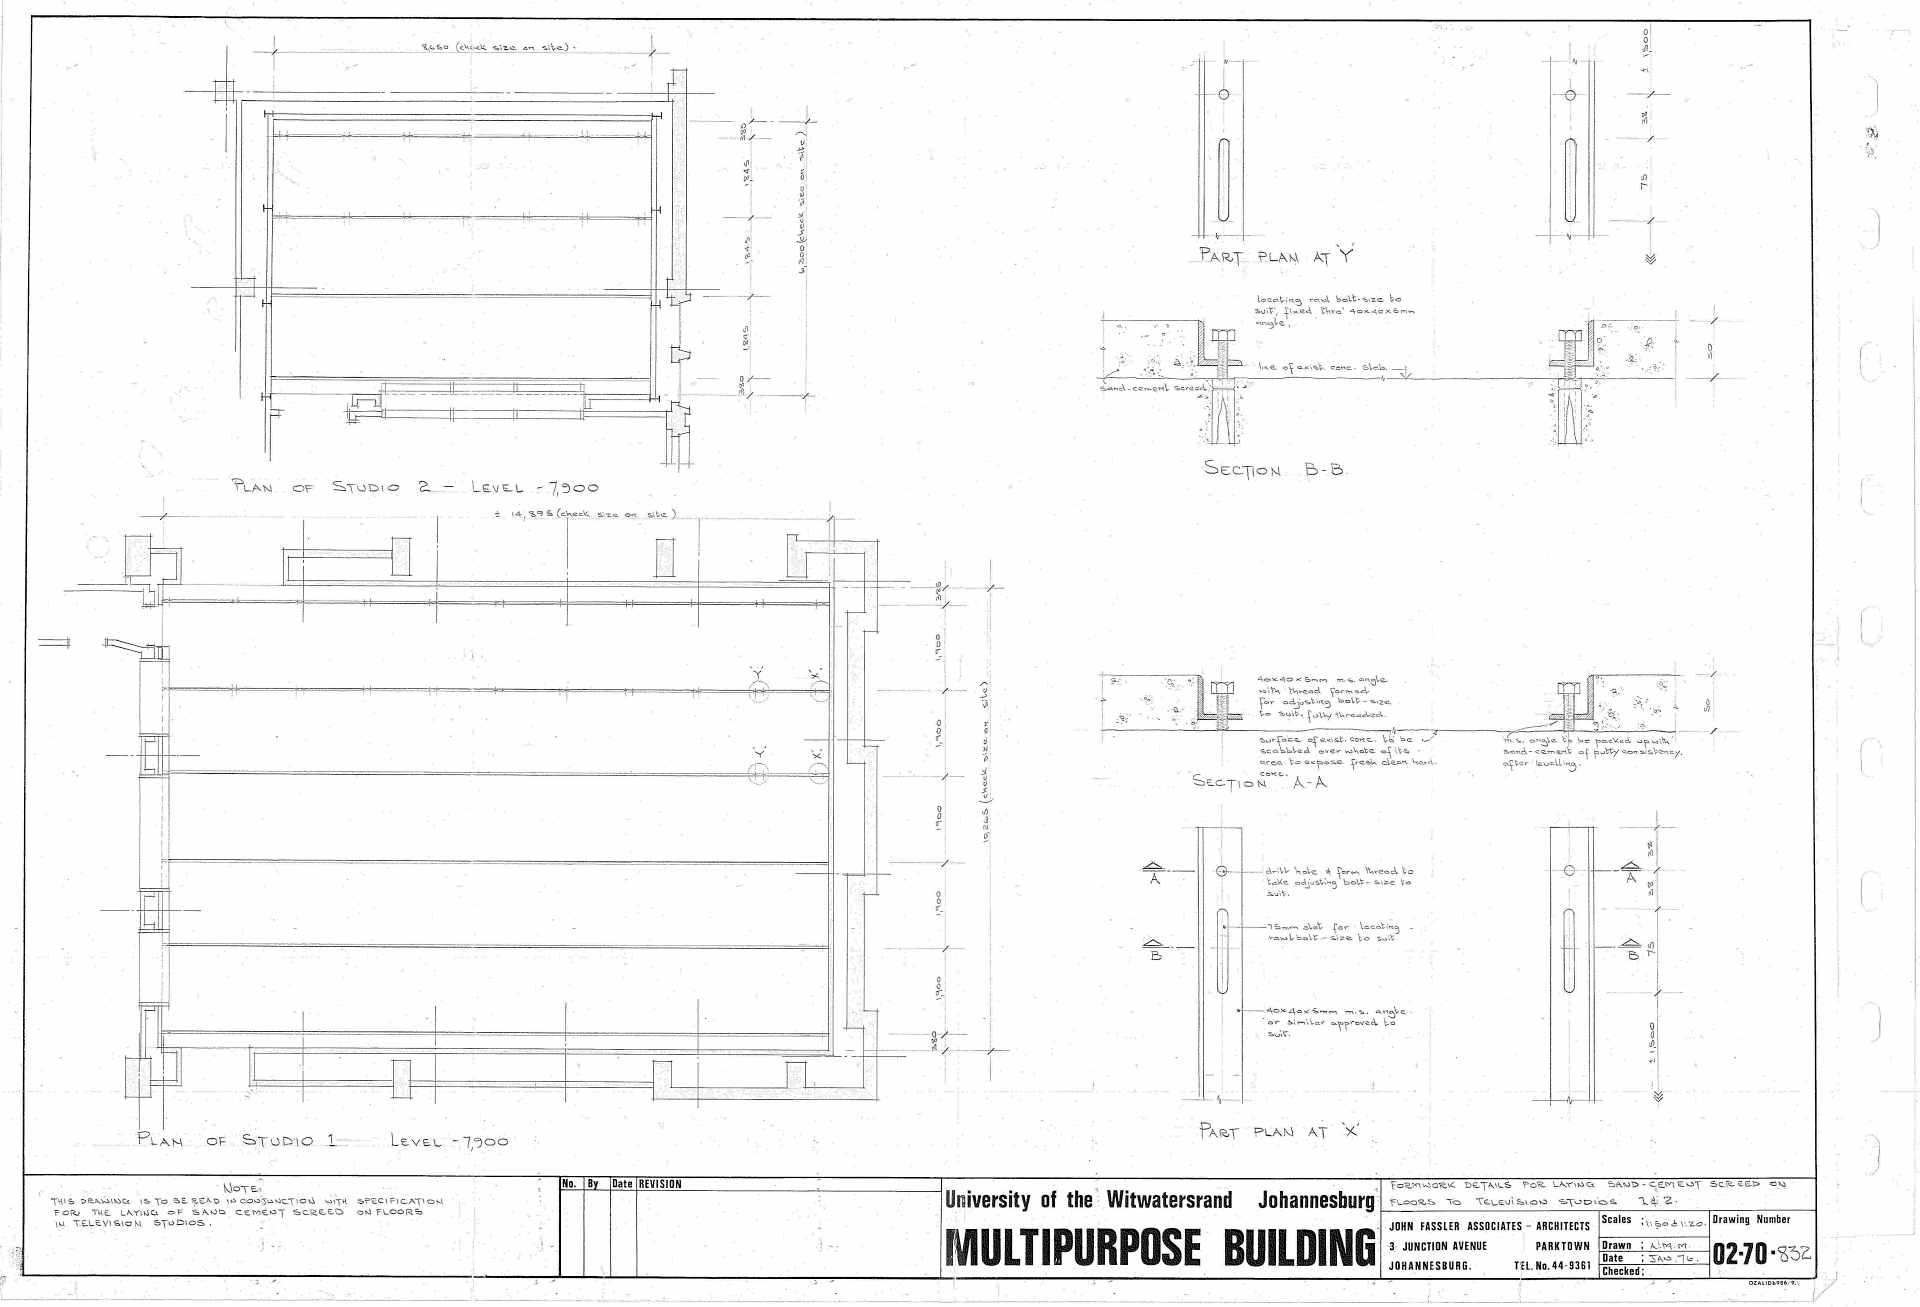 8,650 (check size on site).
380
1,845
1,845
1,845
380
6,300 (check size on site)
PLAN OF STUDIO 2 - LEVEL -7,900
± 14,895 (check size on site)
385
1,900
1,900
1900
1,900
1,900
380
10,265 (check size on site)
'Y'
'X'
'Y'
'X'
PLAN OF STUDIO 1 LEVEL -7,900
± 1,500
38
75
PART PLAN AT 'Y'
locating rawl bolt-size to
suit, fixed thro' 40x40x5mm
angle.
line of exist. conc. slab.
sand-cement screed
50
SECTION B-B
40x40x5mm m.s. angle
with thread formed
for adjusting bolt-size
to suit, fully threaded.
surface of exist. conc. to be
scabbled over whole of its
area to expose fresh clean hard
conc.
m.s. angle to be packed up with
sand-cement of putty consistency,
after levelling.
50
SECTION A-A
A
A
B
B
drill hole & form thread to
take adjusting bolt-size to
suit.
75mm slot for locating
rawlbolt-size to suit
40x40x5mm m.s. angle
or similar approved to
suit.
38
38
75
±1,500
PART PLAN AT 'X'
NOTE:
THIS DRAWING IS TO BE READ IN CONJUNCTION WITH SPECIFICATION
FOR THE LAYING OF SAND CEMENT SCREED ON FLOORS
IN TELEVISION STUDIOS.
No. By Date REVISION
University of the Witwatersrand Johannesburg
MULTIPURPOSE BUILDING
FORMWORK DETAILS FOR LAYING SAND-CEMENT SCREED ON
FLOORS TO TELEVISION STUDIOS 1 & 2.
JOHN FASSLER ASSOCIATES - ARCHITECTS
3 JUNCTION AVENUE PARKTOWN
JOHANNESBURG. TEL. No. 44-9361
Scales : 1:50 & 1:20.
Drawn : A.M.M.
Date : JAN. 76.
Checked:
Drawing Number
02-70-832